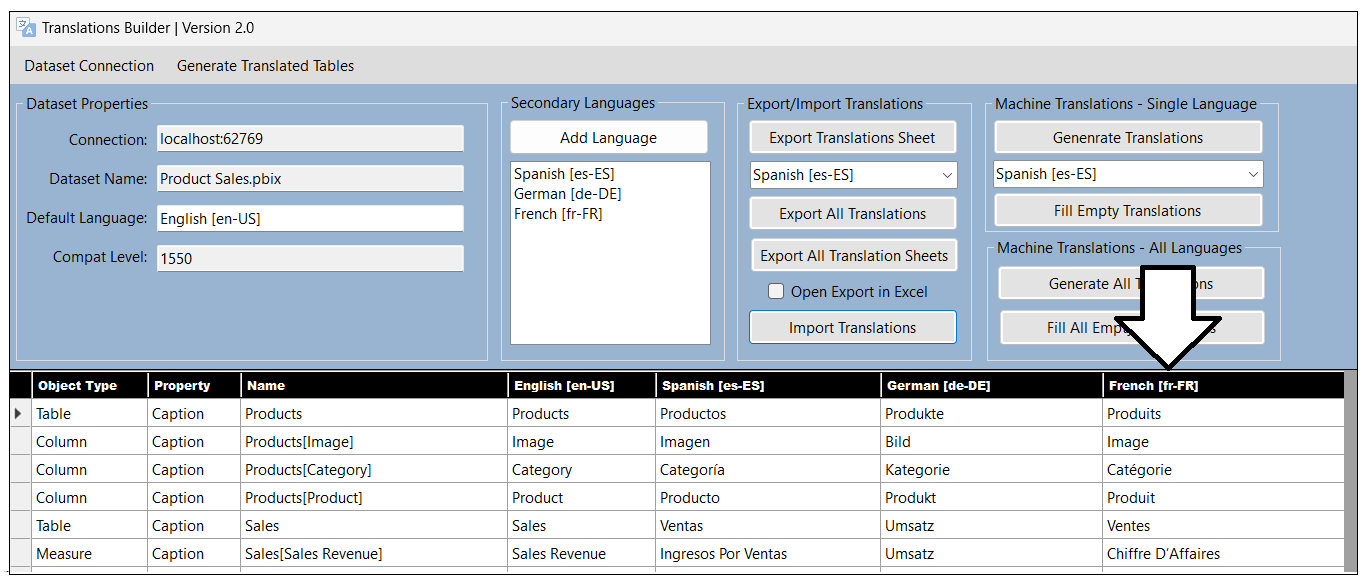 Translations Builder | Version 2.0
Dataset Connection Generate Translated Tables
Dataset Properties
Connection: localhost:62769
Dataset Name: Product Sales.pbix
Default Language: English [en-US]
Compat Level: 1550
Secondary Languages
Add Language
Spanish [es-ES]
German [de-DE]
French [fr-FR]
Export/Import Translations
Export Translations Sheet
Spanish [es-ES]
Export All Translations
Export All Translation Sheets
Open Export in Excel
Import Translations
Machine Translations - Single Language
Genenrate Translations
Spanish [es-ES]
Fill Empty Translations
Machine Translations - All Languages
Generate All
Fill All
Object Type Property Name English [en-US] Spanish [es-ES] German [de-DE] French [fr-FR]
Table Caption Products Products Productos Produkte Produits
Column Caption Products[Image] Image Imagen Bild Image
Column Caption Products[Category] Category Categoría Kategorie Catégorie
Column Caption Products[Product] Product Producto Produkt Produit
Table Caption Sales Sales Ventas Umsatz Ventes
Measure Caption Sales[Sales Revenue] Sales Revenue Ingresos Por Ventas Umsatz Chiffre D’Affaires